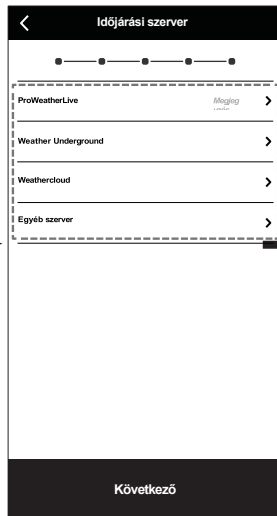 Időjárási szerver
ProWeatherLive
Megjeg
Weather Underground
Weathercloud
Egyéb szerver
Következő